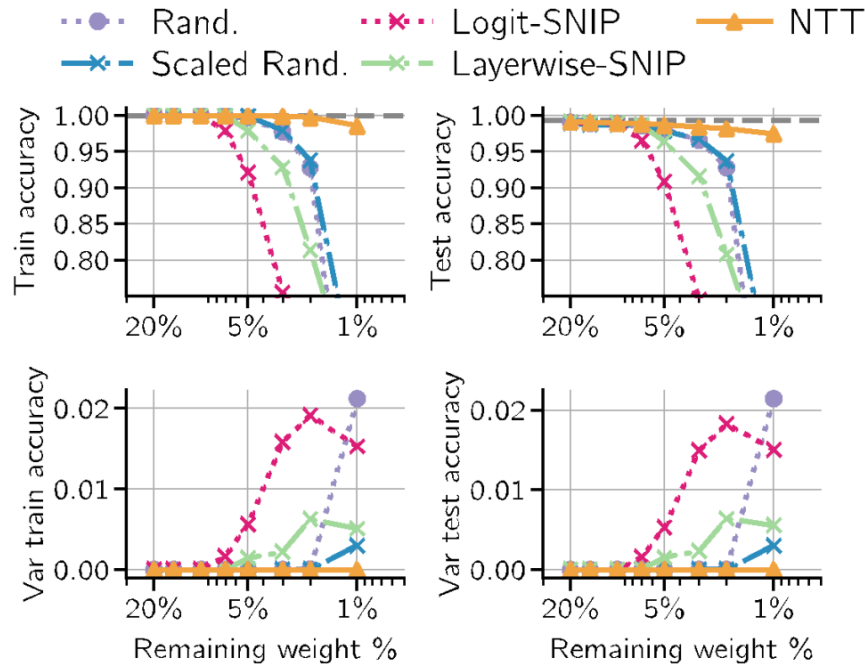 Rand.
Logit-SNIP
NTT
Scaled Rand.
Layerwise-SNIP
Train accuracy
1.00
0.95
0.90
0.85
0.80
20%
5%
1%
Test accuracy
1.00
0.95
0.90
0.85
0.80
20%
5%
1%
Var train accuracy
0.02
0.01
0.00
20%
5%
1%
Remaining weight %
Var test accuracy
0.02
0.01
0.00
20%
5%
1%
Remaining weight %